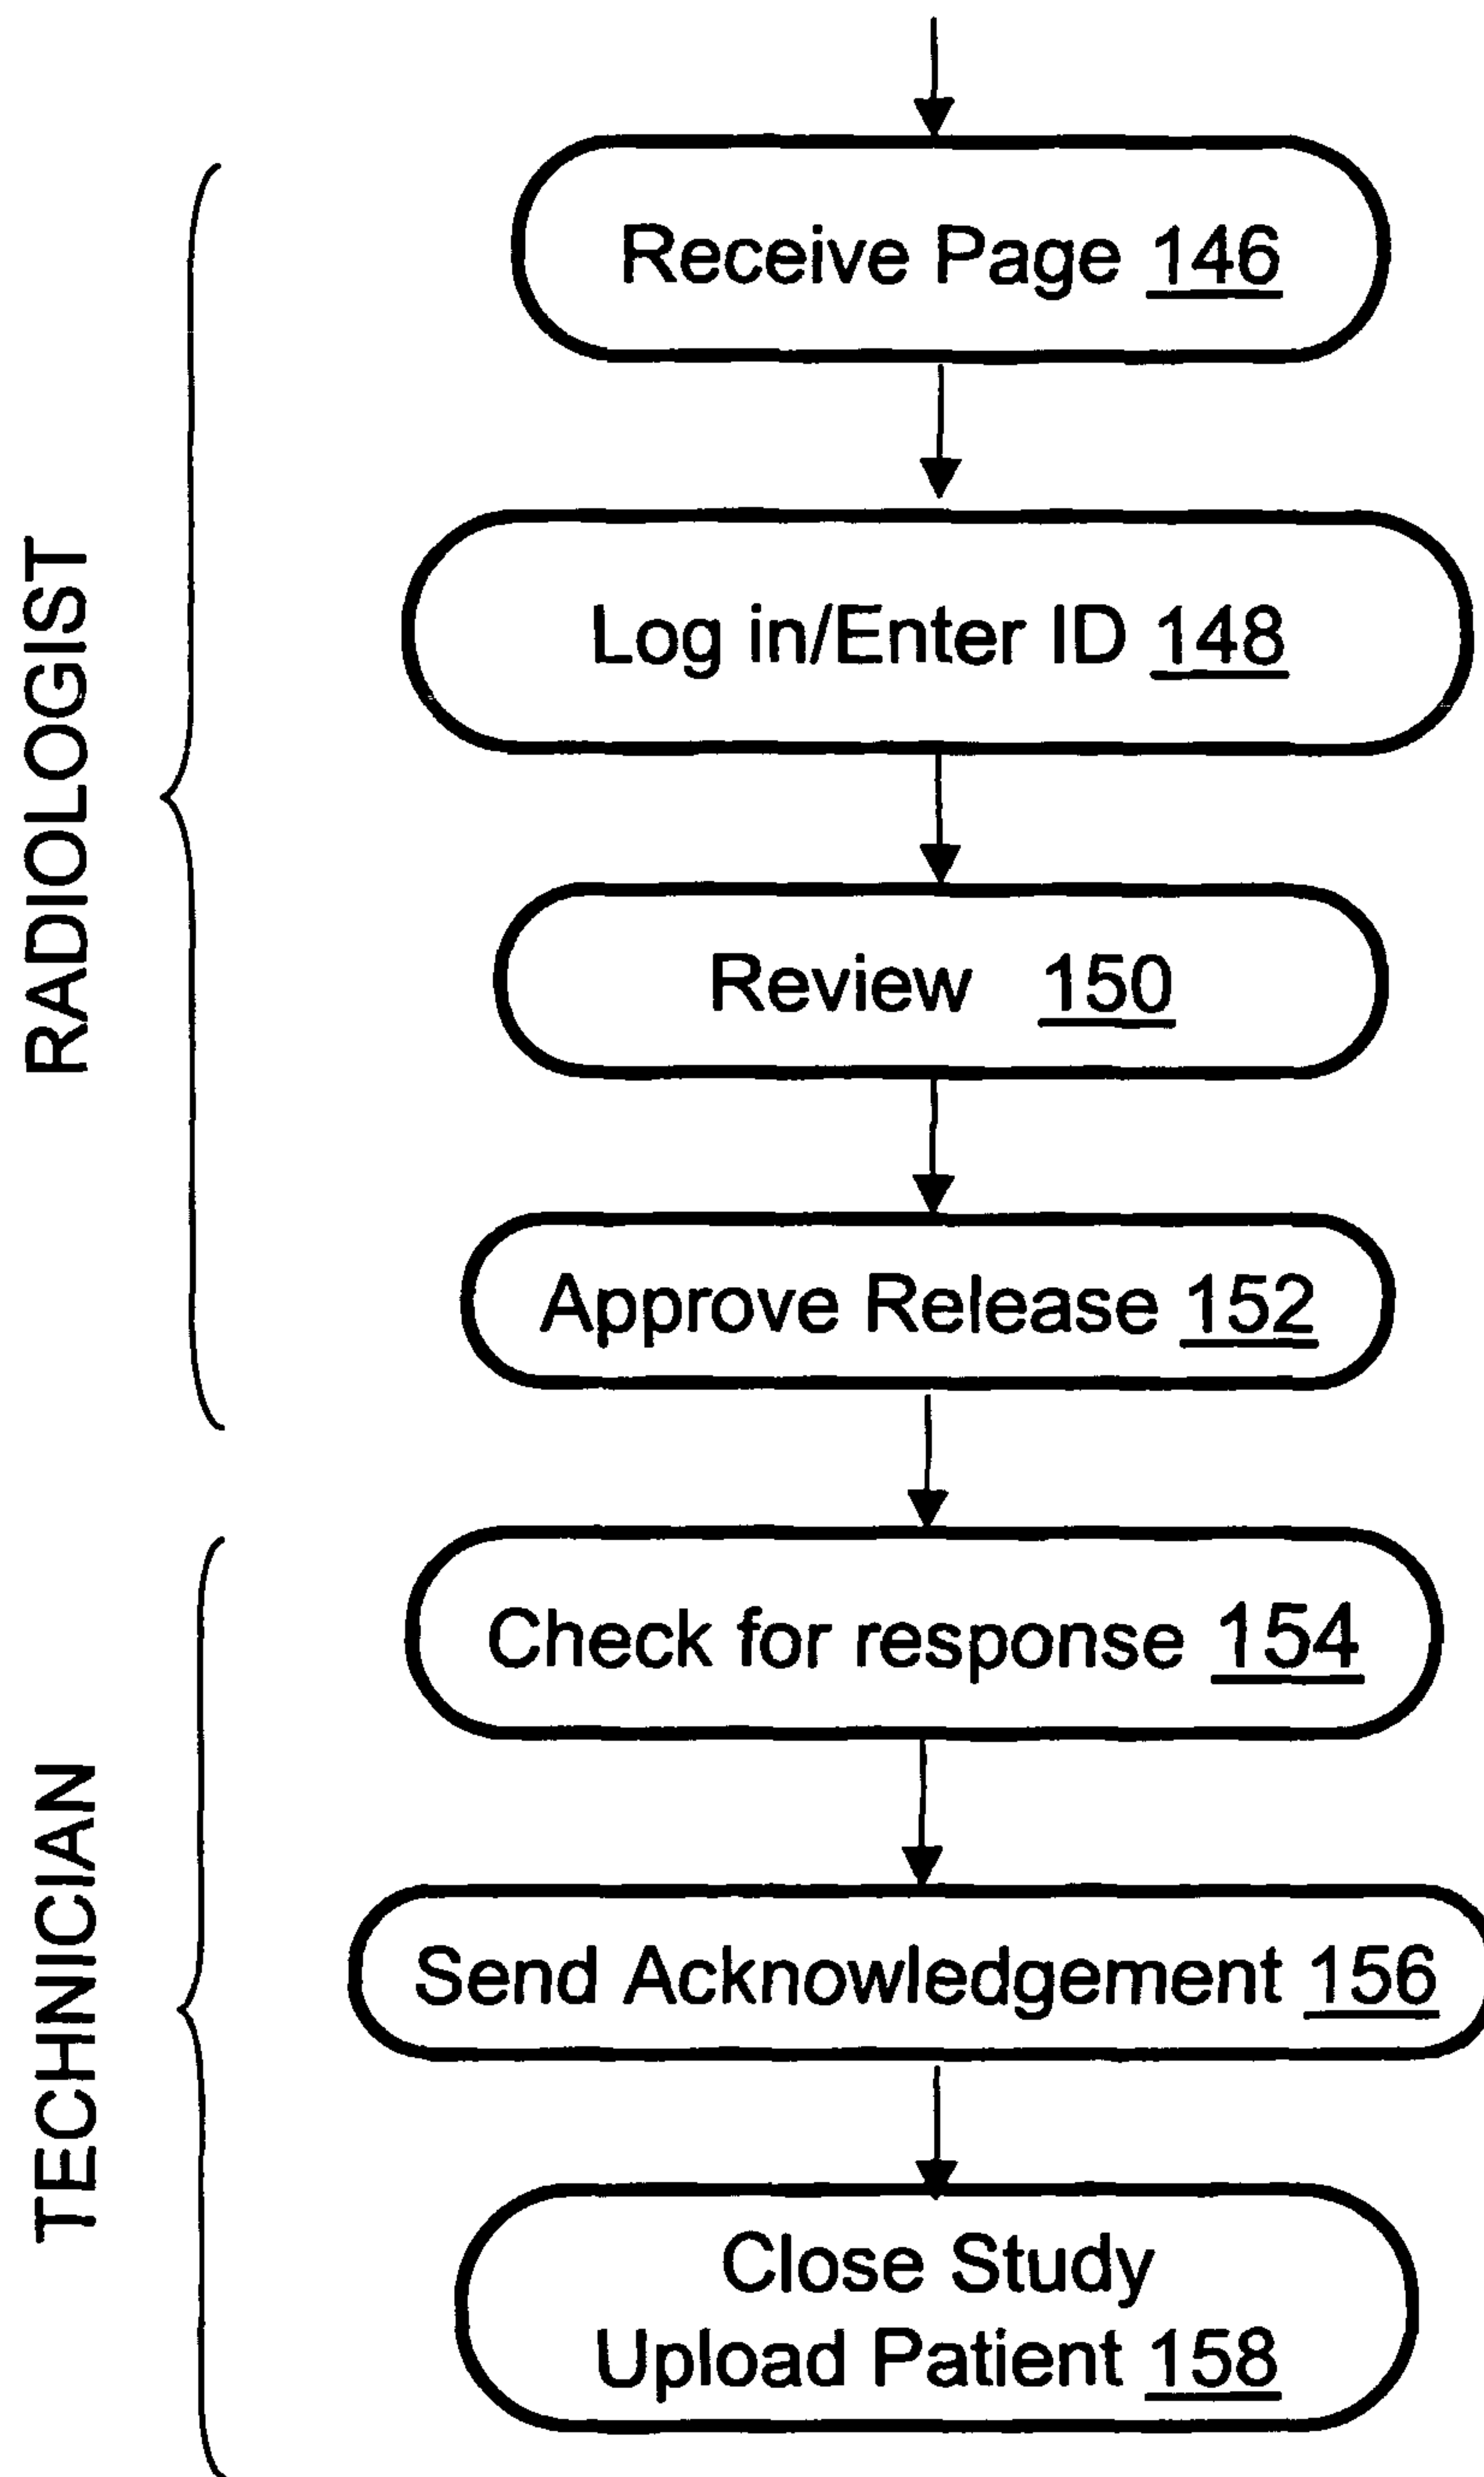 RADIOLOGIST
Receive Page 146
Log in/Enter ID 148
Review 150
Approve Release 152
TECHNICIAN
Check for response 154
Send Acknowledgement 156
Close Study
Upload Patient 158